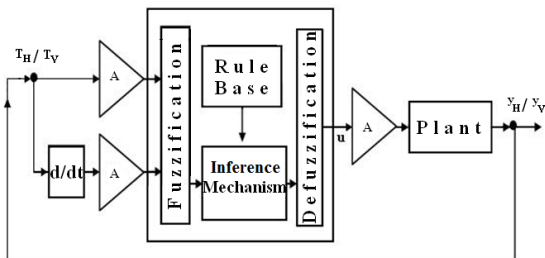 T_H / T_V
A
d/dt
A
Fuzzification
Rule
Base
Inference
Mechanism
Defuzzification
u
A
Plant
y_H / y_V